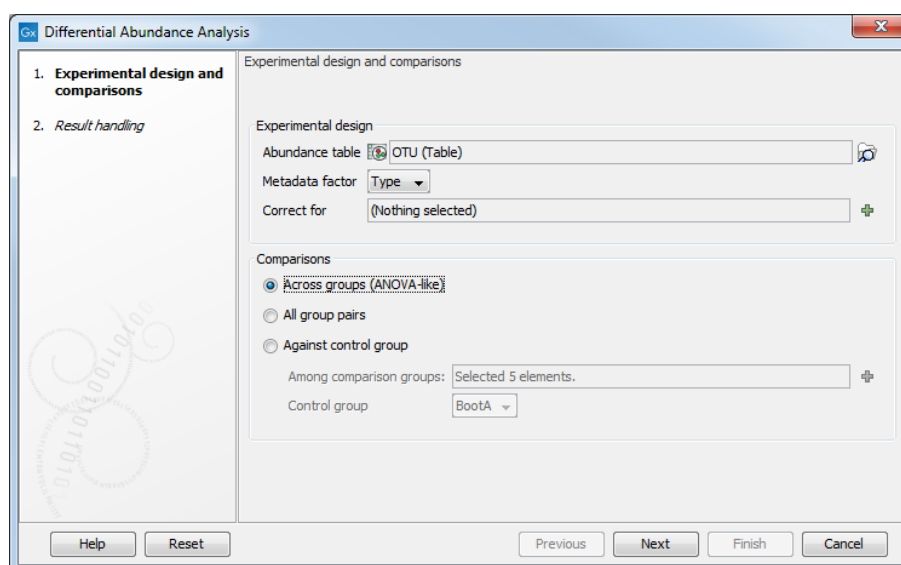 Gx Differential Abundance Analysis
1. Experimental design and
comparisons
2. Result handling
Experimental design and comparisons
Experimental design
Abundance table OTU (Table)
Metadata factor Type
Correct for (Nothing selected)
Comparisons
Across groups (ANOVA-like)
All group pairs
Against control group
Among comparison groups: Selected 5 elements.
Control group BootA
Help Reset Previous Next Finish Cancel